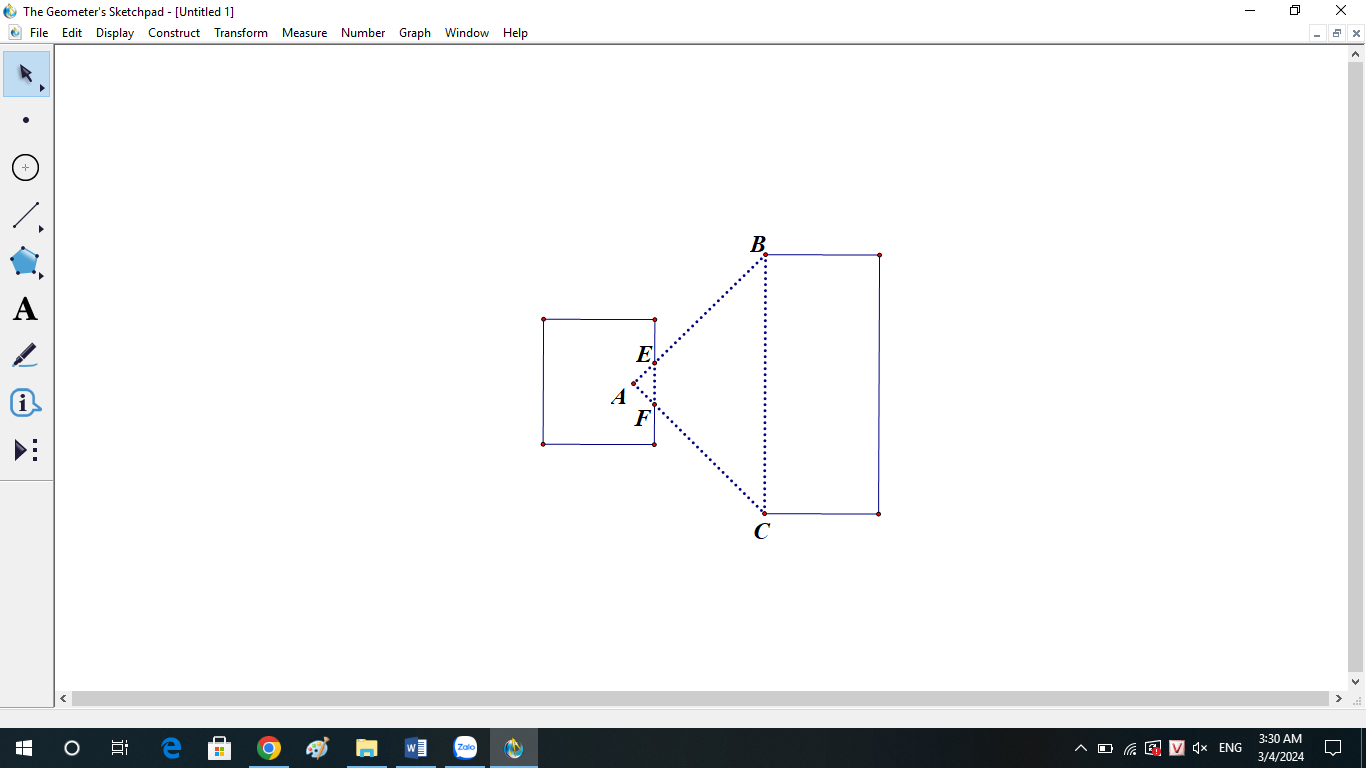 The Geometer's Sketchpad - [Untitled 1]
File Edit Display Construct Transform Measure Number Graph Window Help
A
B
E
A
F
C
Zalo
V
ENG
3:30 AM
3/4/2024